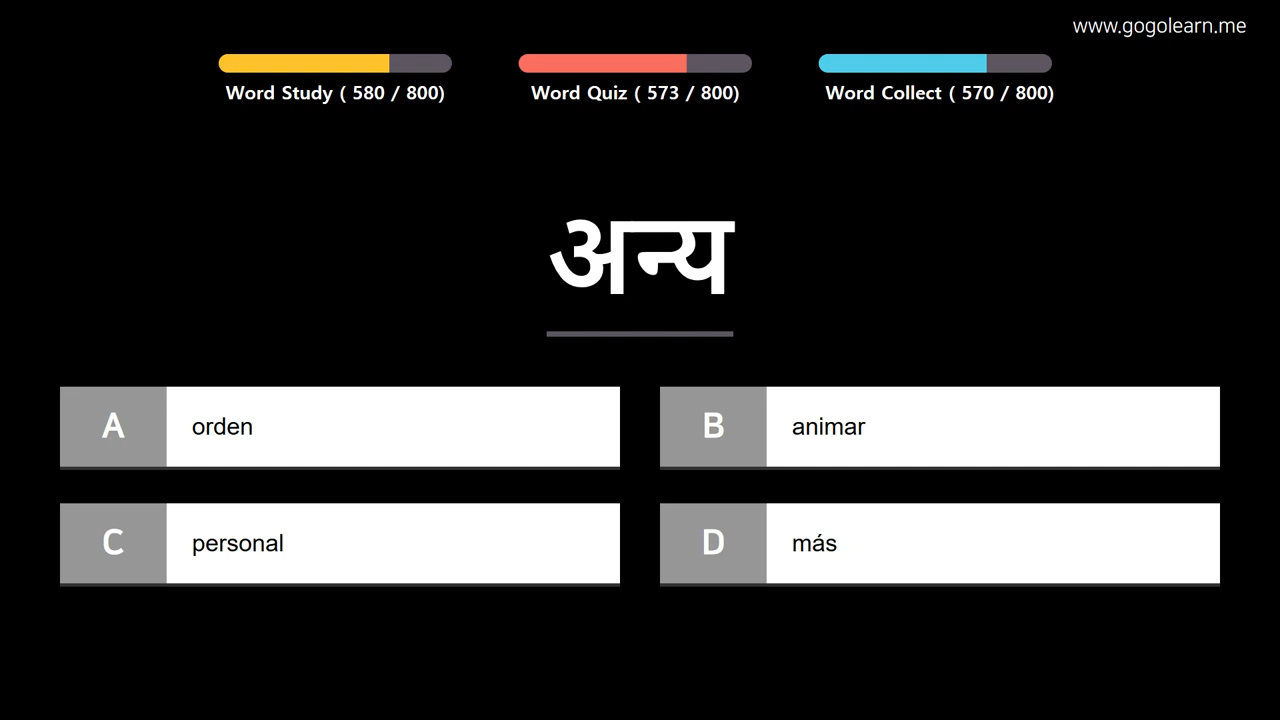 www.gogolearn.me
Word Study ( 580 / 800)
Word Quiz ( 573 / 800)
Word Collect ( 570 / 800)
अन्य
A orden
B animar
C personal
D más